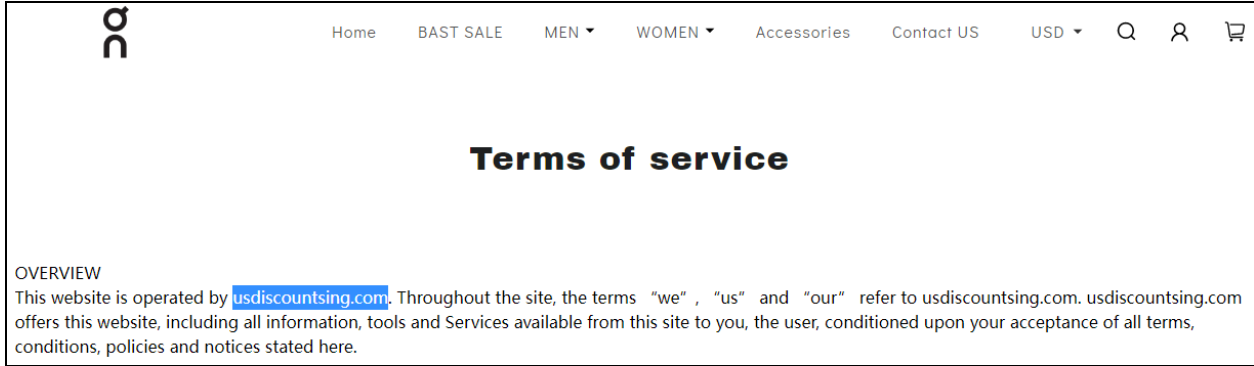 on
Home BAST SALE MEN WOMEN Accessories Contact US USD
Terms of service
OVERVIEW
This website is operated by usdiscountsing.com. Throughout the site, the terms “we”, “us” and “our” refer to usdiscountsing.com. usdiscountsing.com
offers this website, including all information, tools and Services available from this site to you, the user, conditioned upon your acceptance of all terms,
conditions, policies and notices stated here.